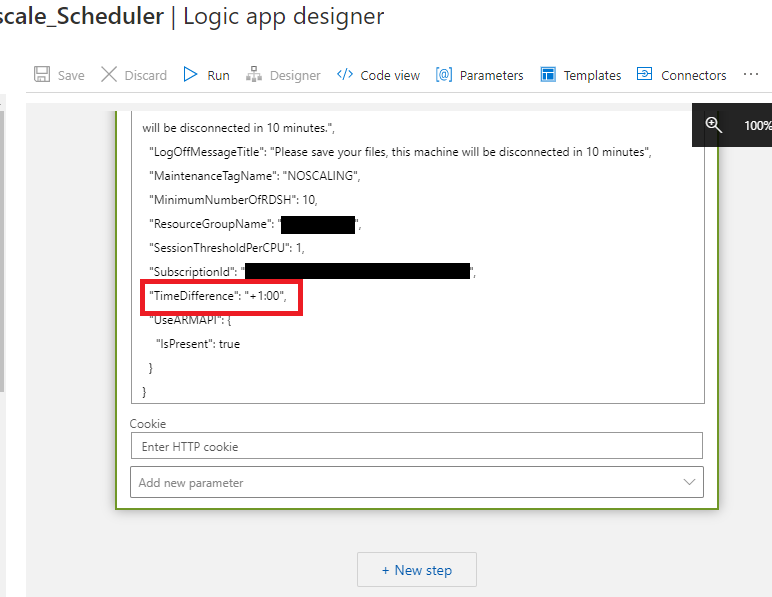 scale_Scheduler | Logic app designer
Save Discard Run Designer Code view Parameters Templates Connectors ...
100%
will be disconnected in 10 minutes.",
"LogOffMessageTitle": "Please save your files, this machine will be disconnected in 10 minutes",
"MaintenanceTagName": "NOSCALING",
"MinimumNumberOfRDSH": 10,
"ResourceGroupName": "",
"SessionThresholdPerCPU": 1,
"SubscriptionId": "",
"TimeDifference": "+1:00",
"UseARMAPI": {
"IsPresent": true
}
}
Cookie
Enter HTTP cookie
Add new parameter
+ New step